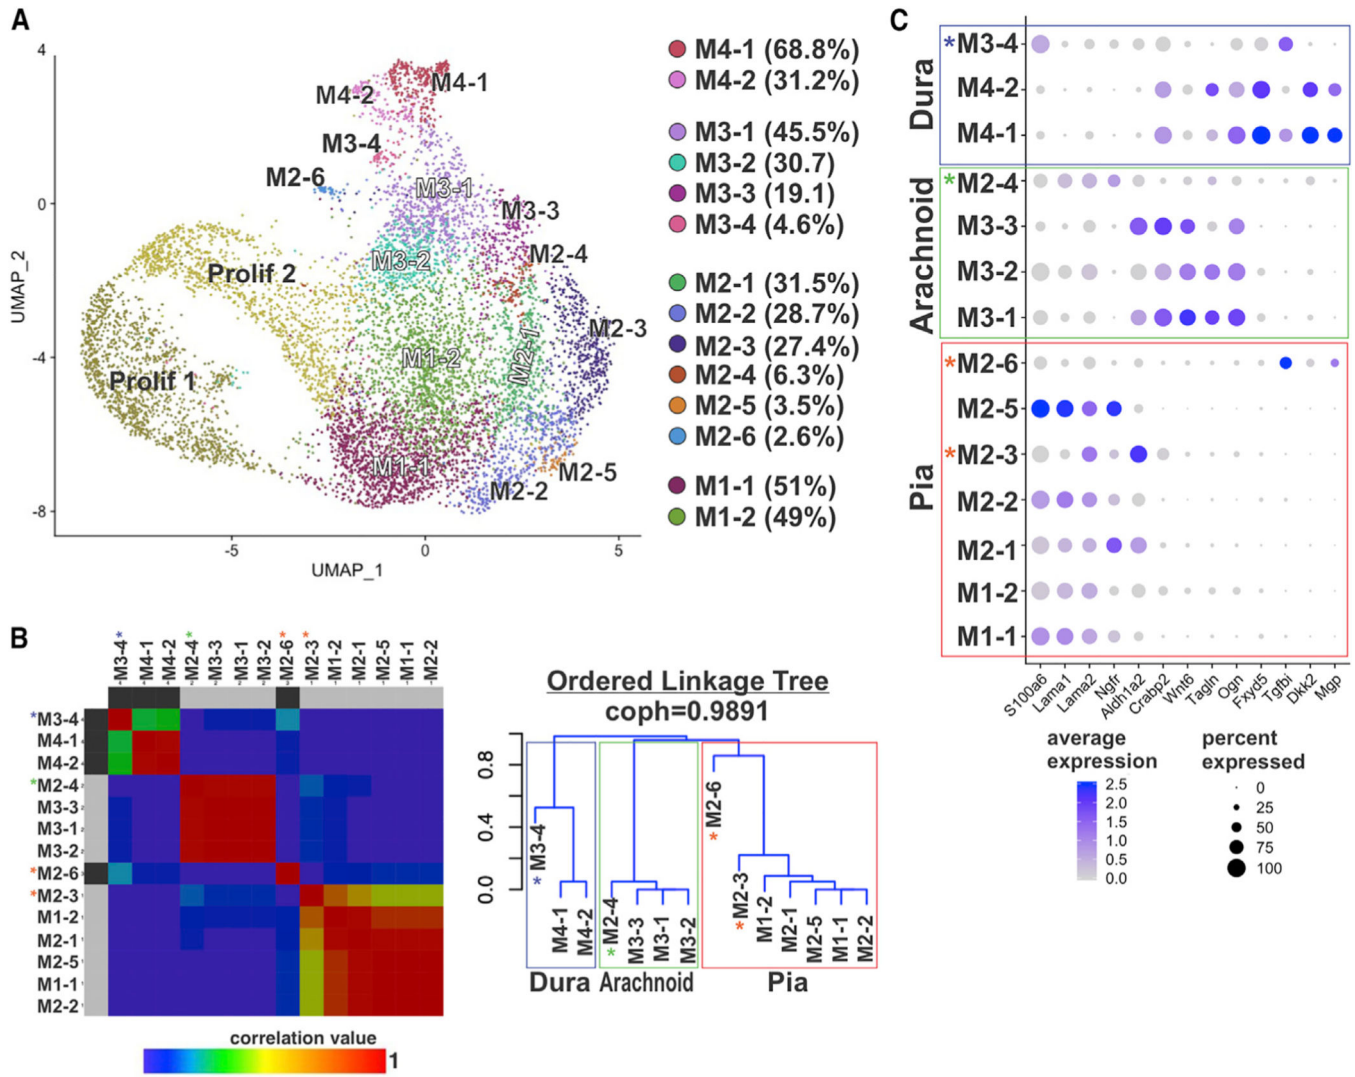 A
4
0
-4
-8
UMAP_2
-5
0
5
UMAP_1
M4-2
M4-1
M3-4
M2-6
M3-1
M3-3
M2-4
M3-2
Prolif 2
M2-3
M1-2
M2-1
Prolif 1
M1-1
M2-5
M2-2
M4-1 (68.8%)
M4-2 (31.2%)
M3-1 (45.5%)
M3-2 (30.7)
M3-3 (19.1)
M3-4 (4.6%)
M2-1 (31.5%)
M2-2 (28.7%)
M2-3 (27.4%)
M2-4 (6.3%)
M2-5 (3.5%)
M2-6 (2.6%)
M1-1 (51%)
M1-2 (49%)
B
*
M3-4
M4-1
M4-2
*
M2-4
M3-3
M3-1
M3-2
*
M2-6
*
M2-3
M1-2
M2-1
M2-5
M1-1
M2-2
*M3-4
M4-1
M4-2
*M2-4
M3-3
M3-1
M3-2
*M2-6
*M2-3
M1-2
M2-1
M2-5
M1-1
M2-2
correlation value
1
Ordered Linkage Tree
coph=0.9891
0.8
0.4
0.0
* M3-4
M4-1
M4-2
* M2-4
M3-3
M3-1
M3-2
* M2-6
* M2-3
M1-2
M2-1
M2-5
M1-1
M2-2
Dura
Arachnoid
Pia
C
Dura
*M3-4
M4-2
M4-1
Arachnoid
*M2-4
M3-3
M3-2
M3-1
Pia
*M2-6
M2-5
*M2-3
M2-2
M2-1
M1-2
M1-1
S100a6
Lama1
Lama2
Ngfr
Aldh1a2
Crabp2
Wnt6
Tagln
Ogn
Fxyd5
Tgfbi
Dkk2
Mgp
average
expression
2.5
2.0
1.5
1.0
0.5
0.0
percent
expressed
0
25
50
75
100